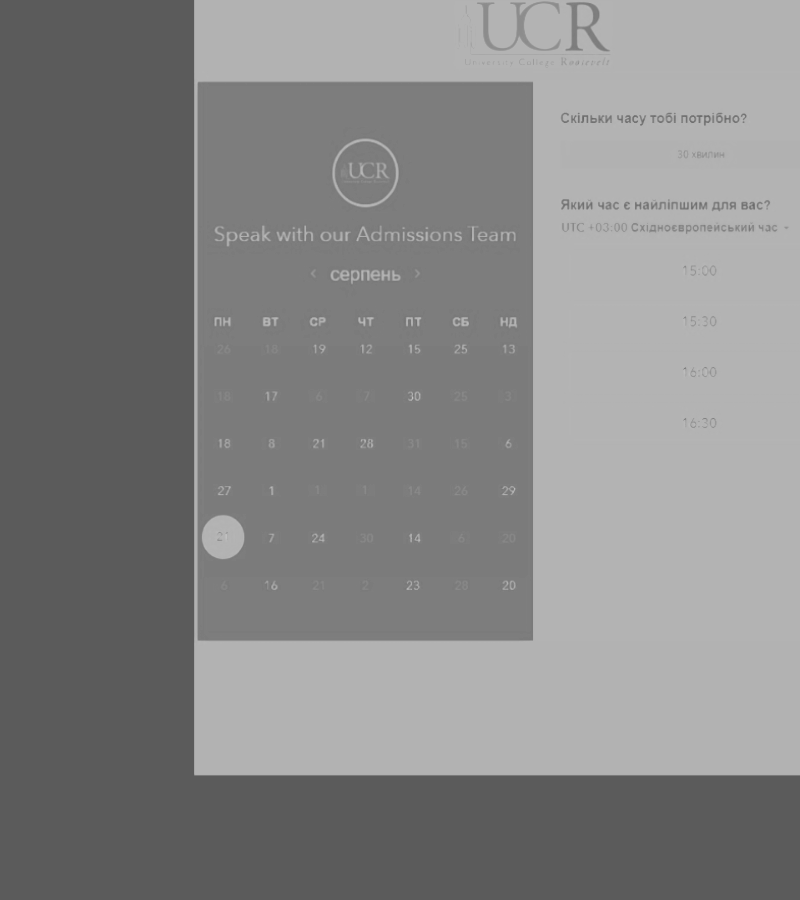 UCR
University College Roosevelt
UCR
Speak with our Admissions Team
‹ серпень ›
ПН ВТ СР ЧТ ПТ СБ НД
26 18 19 12 15 25 13
18 17 6 7 30 25 3
18 8 21 28 31 15 6
27 1 1 1 14 26 29
21 7 24 30 14 6 20
6 16 21 2 23 28 20
Скільки часу тобі потрібно?
30 хвилин
Який час є найліпшим для вас?
UTC +03:00 Східноєвропейський час
15:00
15:30
16:00
16:30